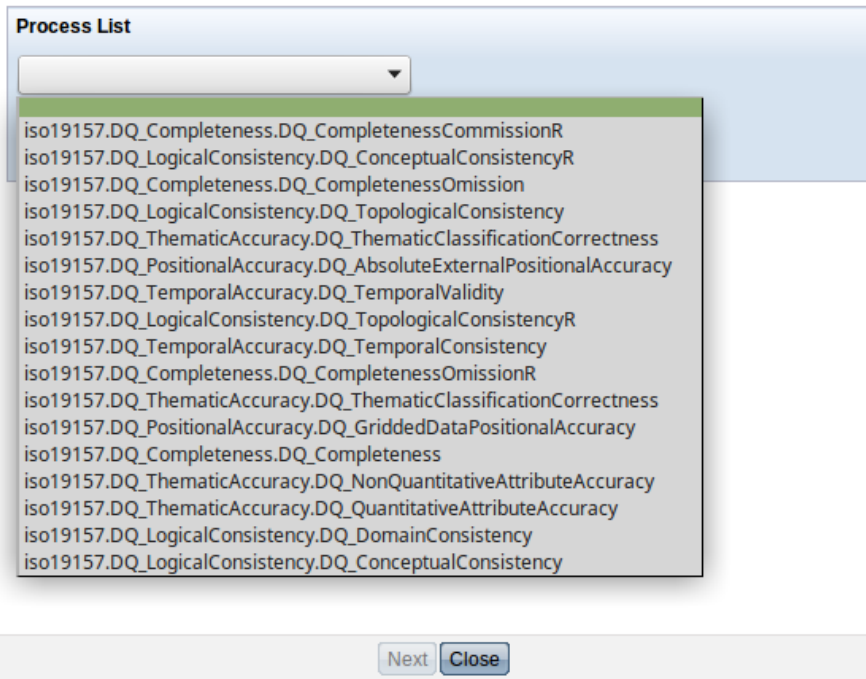 Process List
iso19157.DQ_Completeness.DQ_CompletenessCommissionR
iso19157.DQ_LogicalConsistency.DQ_ConceptualConsistencyR
iso19157.DQ_Completeness.DQ_CompletenessOmission
iso19157.DQ_LogicalConsistency.DQ_TopologicalConsistency
iso19157.DQ_ThematicAccuracy.DQ_ThematicClassificationCorrectness
iso19157.DQ_PositionalAccuracy.DQ_AbsoluteExternalPositionalAccuracy
iso19157.DQ_TemporalAccuracy.DQ_TemporalValidity
iso19157.DQ_LogicalConsistency.DQ_TopologicalConsistencyR
iso19157.DQ_TemporalAccuracy.DQ_TemporalConsistency
iso19157.DQ_Completeness.DQ_CompletenessOmissionR
iso19157.DQ_ThematicAccuracy.DQ_ThematicClassificationCorrectness
iso19157.DQ_PositionalAccuracy.DQ_GriddedDataPositionalAccuracy
iso19157.DQ_Completeness.DQ_Completeness
iso19157.DQ_ThematicAccuracy.DQ_NonQuantitativeAttributeAccuracy
iso19157.DQ_ThematicAccuracy.DQ_QuantitativeAttributeAccuracy
iso19157.DQ_LogicalConsistency.DQ_DomainConsistency
iso19157.DQ_LogicalConsistency.DQ_ConceptualConsistency
Next Close